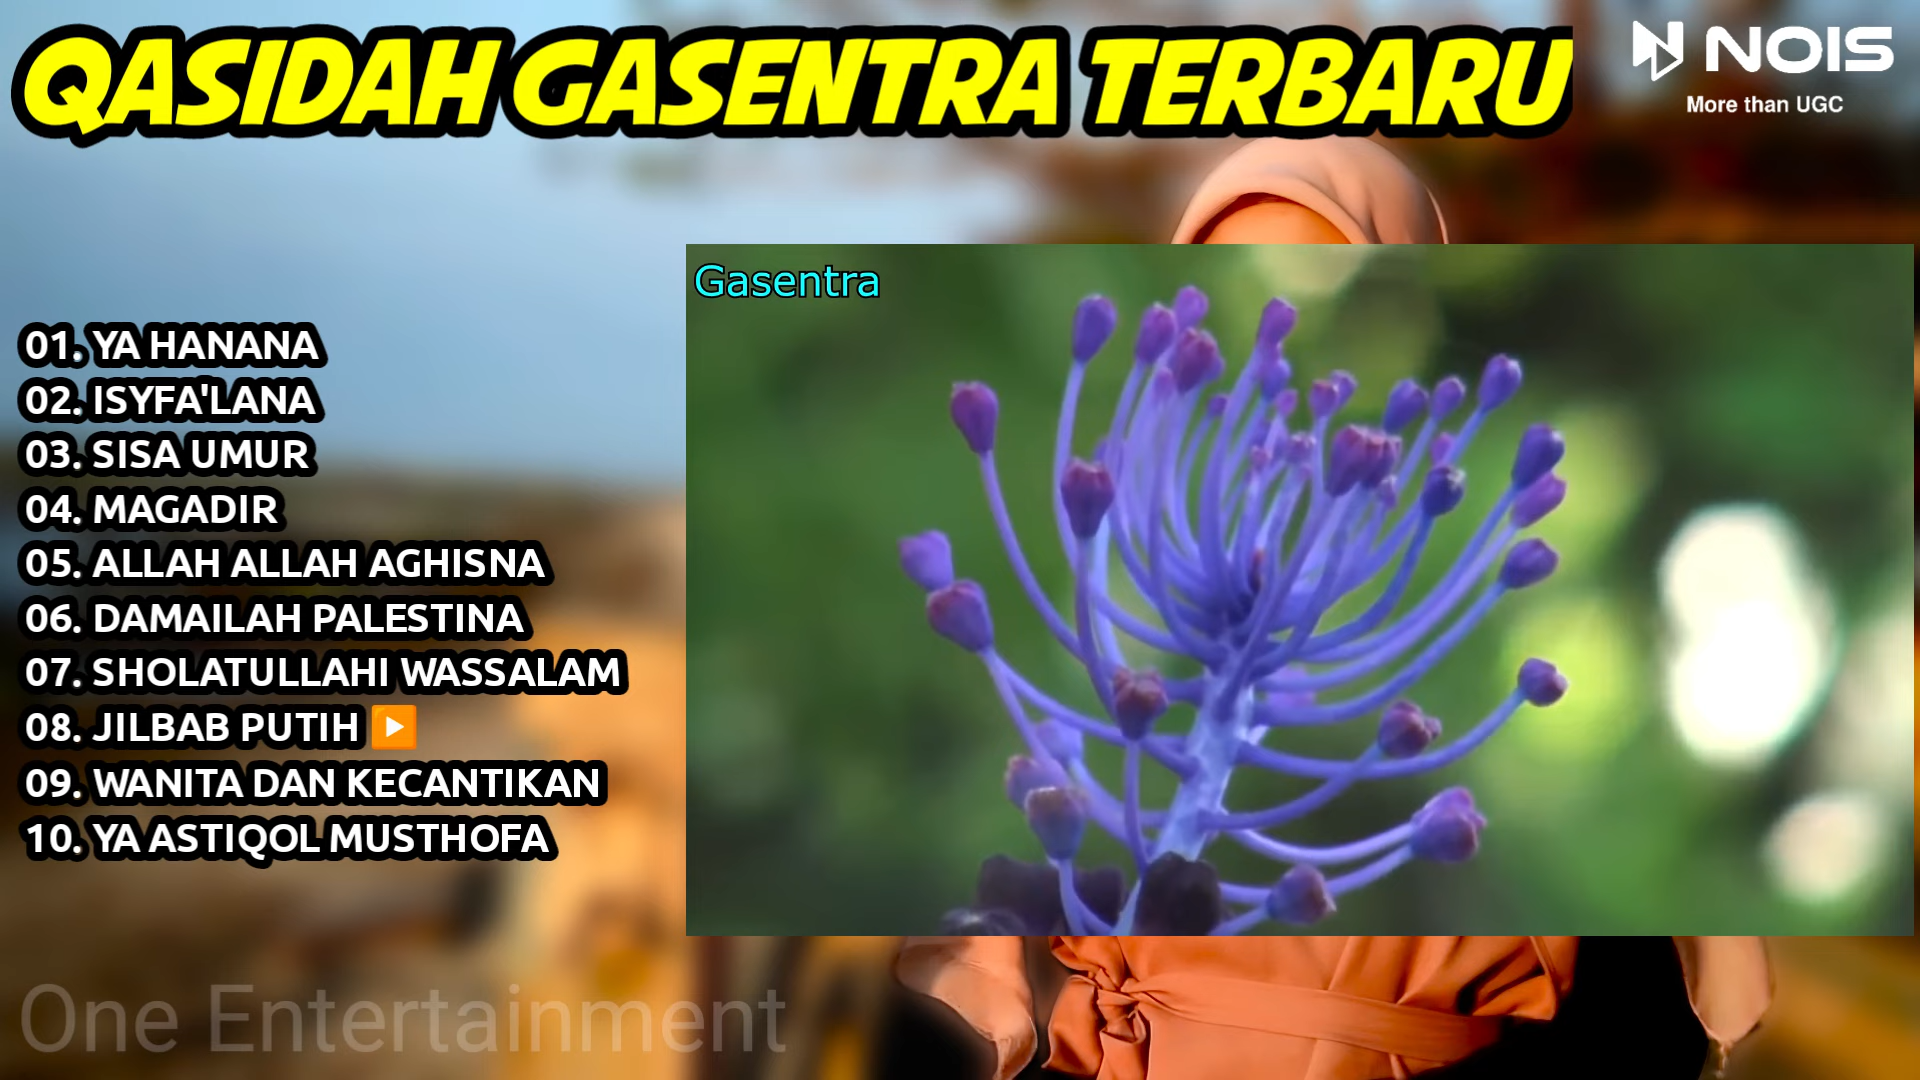 QASIDAH GASENTRA TERBARU
NOIS
More than UGC
Gasentra
01. YA HANANA
02. ISYFA'LANA
03. SISA UMUR
04. MAGADIR
05. ALLAH ALLAH AGHISNA
06. DAMAILAH PALESTINA
07. SHOLATULLAHI WASSALAM
08. JILBAB PUTIH ▶️
09. WANITA DAN KECANTIKAN
10. YA ASTIQOL MUSTHOFA
One Entertainment